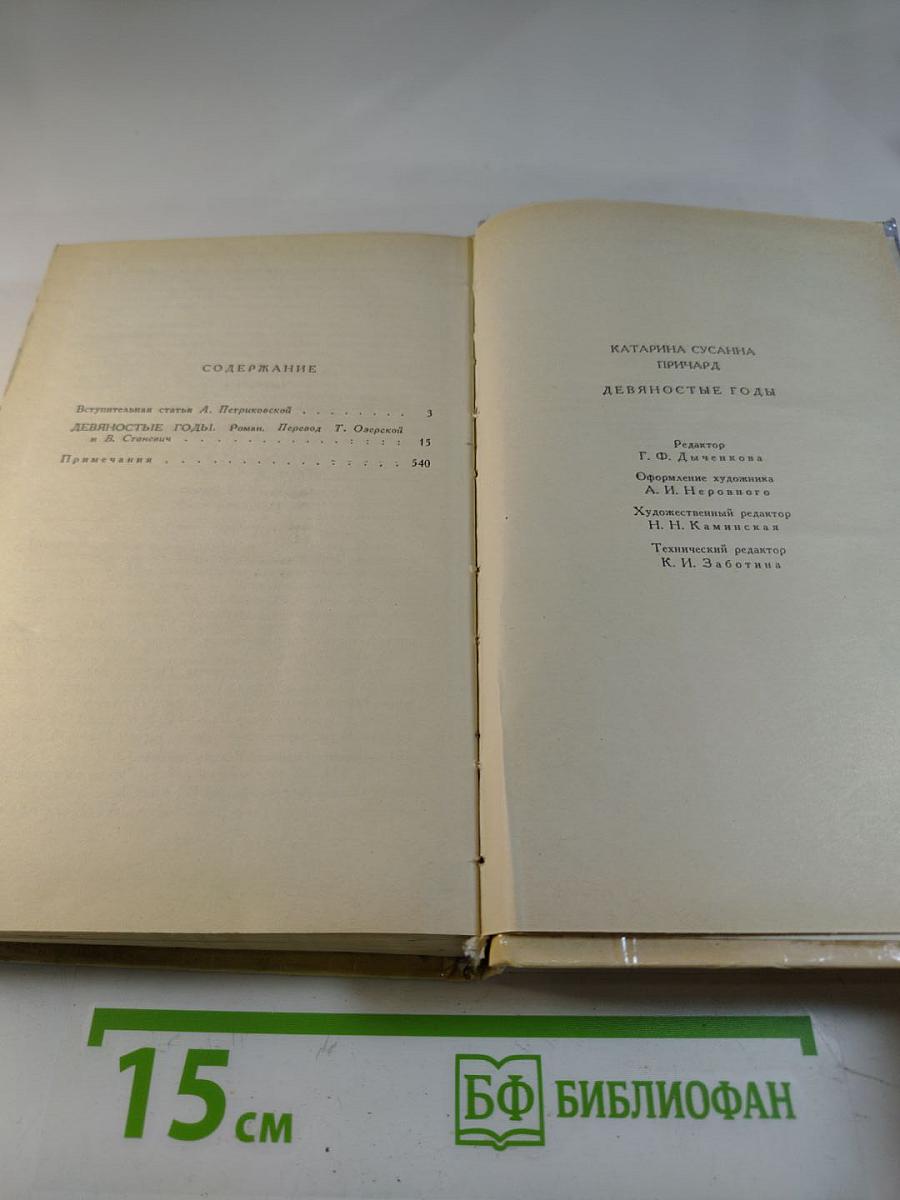 СОДЕРЖАНИЕ
Вступительная статья А. Петриковской . . . . . . . . 3
ДЕВЯНОСТЫЕ ГОДЫ. Роман. Перевод Т. Озерской
и В. Станевич . . . . . . . . . . . . . 15
Примечания . . . . . . . . . . . . . . . 540
КАТАРИНА СУСАННА
ПРИЧАРД
ДЕВЯНОСТЫЕ ГОДЫ
Редактор
Г. Ф. Дыченкова
Оформление художника
А. И. Неровного
Художественный редактор
Н. Н. Каминская
Технический редактор
К. И. Заботина
15 см
БФ БИБЛИОФАН